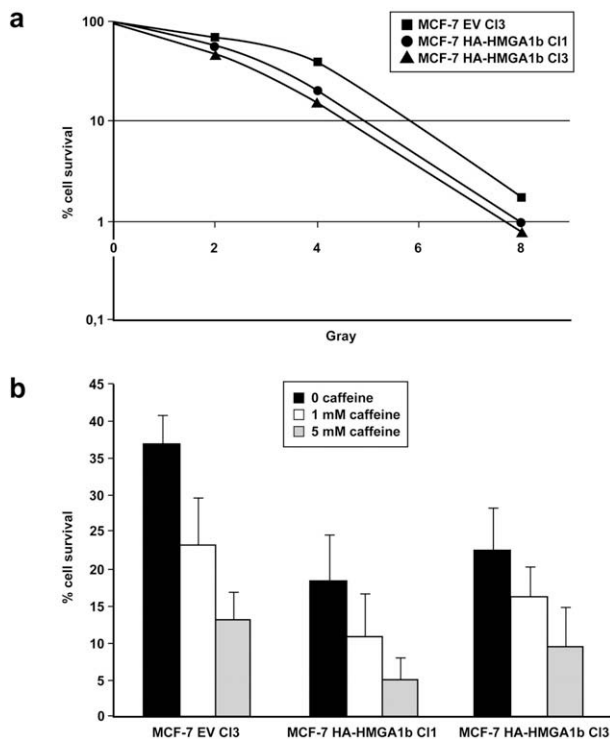 a
MCF-7 EV Cl3
MCF-7 HA-HMGA1b Cl1
MCF-7 HA-HMGA1b Cl3
100
10
1
0,1
% cell survival
0 2 4 6 8
Gray
b
0 caffeine
1 mM caffeine
5 mM caffeine
45
40
35
30
25
20
15
10
5
0
% cell survival
MCF-7 EV Cl3 MCF-7 HA-HMGA1b Cl1 MCF-7 HA-HMGA1b Cl3